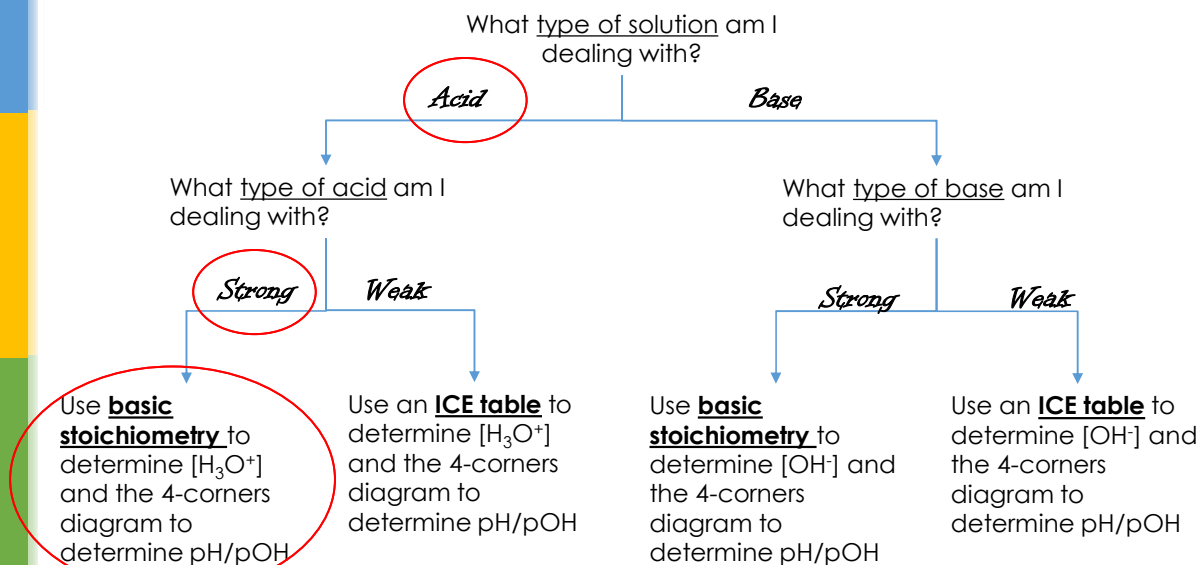 What type of solution am I
dealing with?
Acid
Base
What type of acid am I
dealing with?
What type of base am I
dealing with?
Strong
Weak
Strong
Weak
Use basic
stoichiometry to
determine [H₃O⁺]
and the 4-corners
diagram to
determine pH/pOH
Use an ICE table to
determine [H₃O⁺]
and the 4-corners
diagram to
determine pH/pOH
Use basic
stoichiometry to
determine [OH⁻] and
the 4-corners
diagram to
determine pH/pOH
Use an ICE table to
determine [OH⁻] and
the 4-corners
diagram to
determine pH/pOH